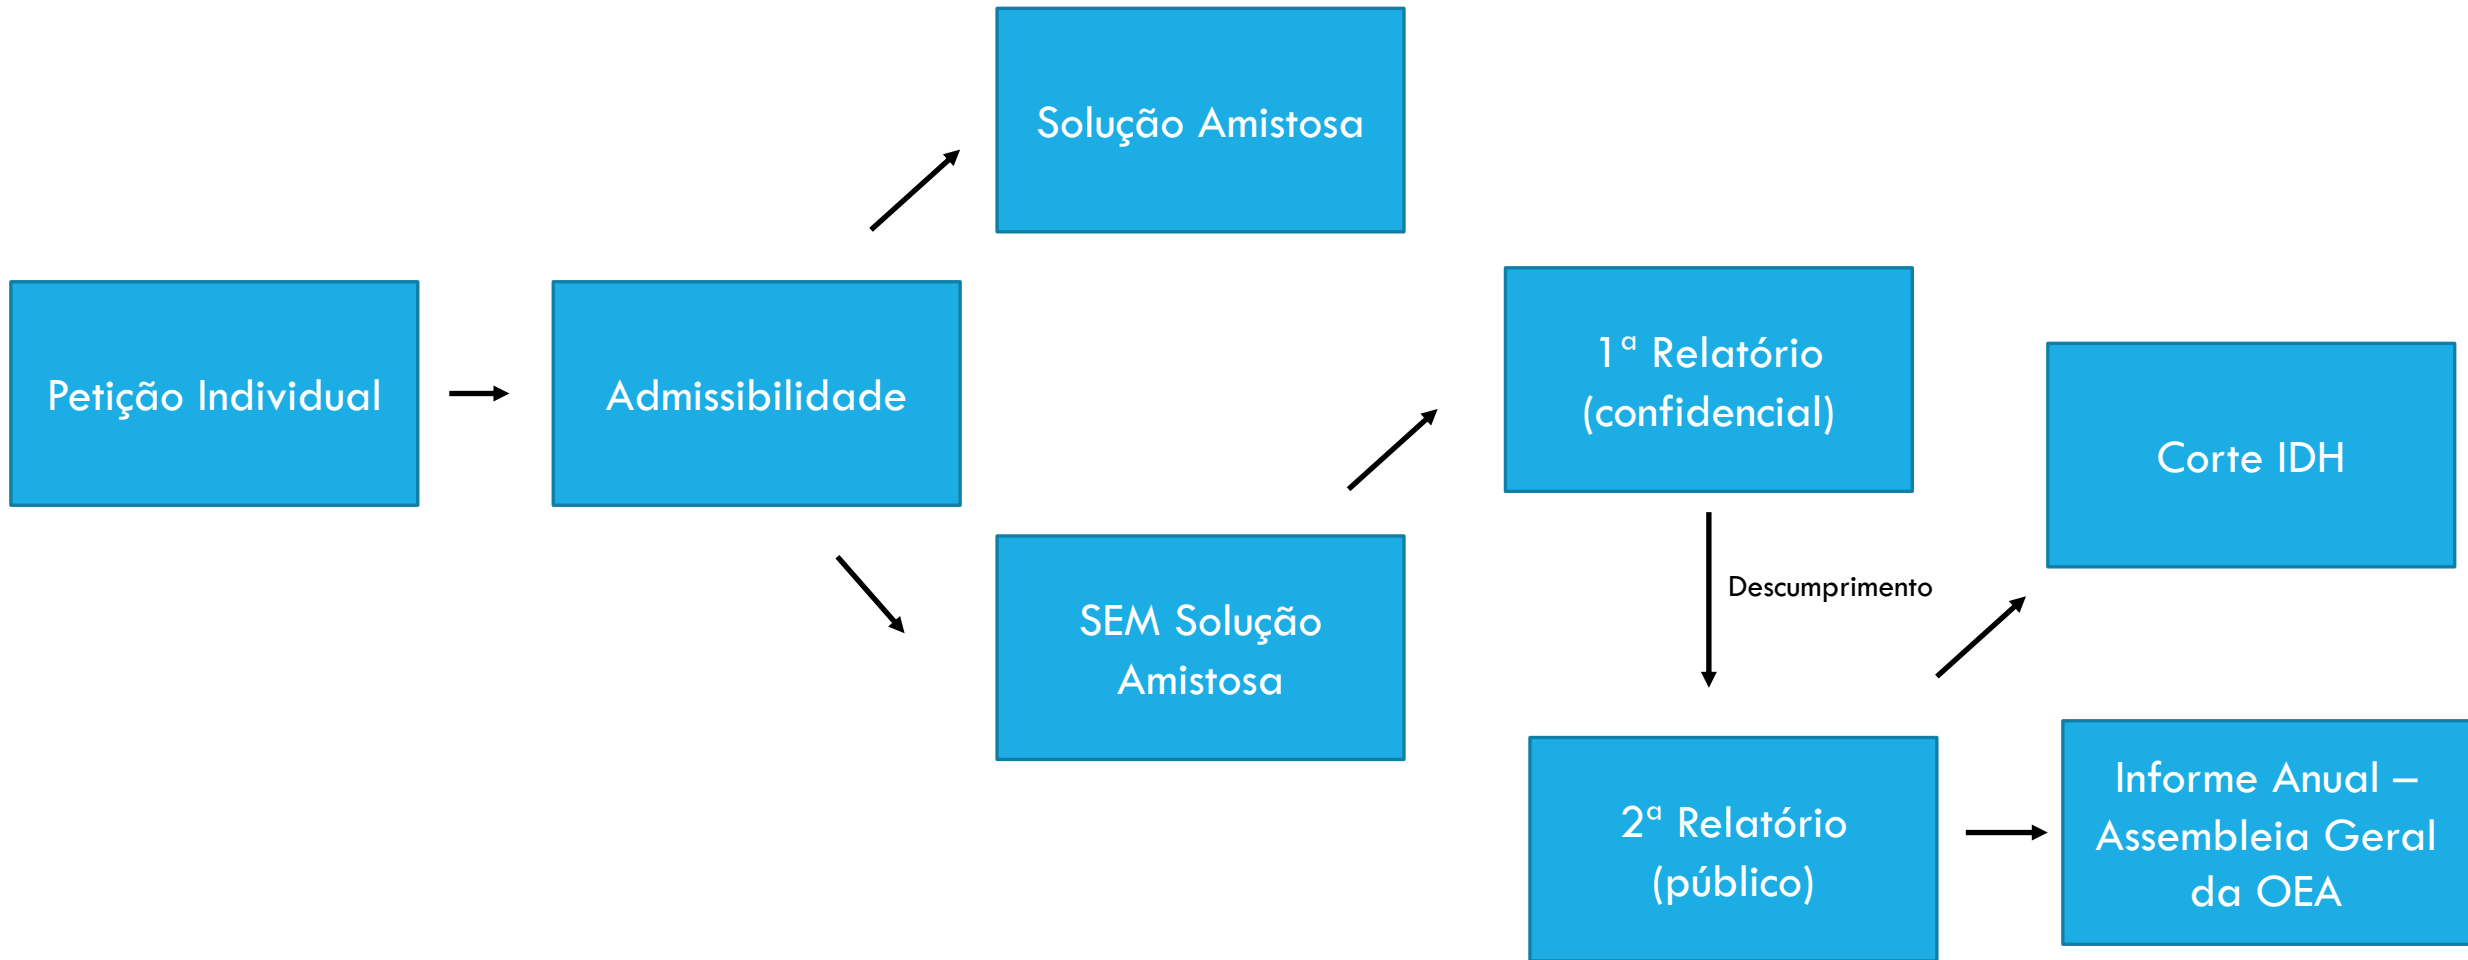 Solução Amistosa
Petição Individual
Admissibilidade
1ª Relatório
(confidencial)
Corte IDH
Descumprimento
SEM Solução
Amistosa
2ª Relatório
(público)
Informe Anual –
Assembleia Geral
da OEA